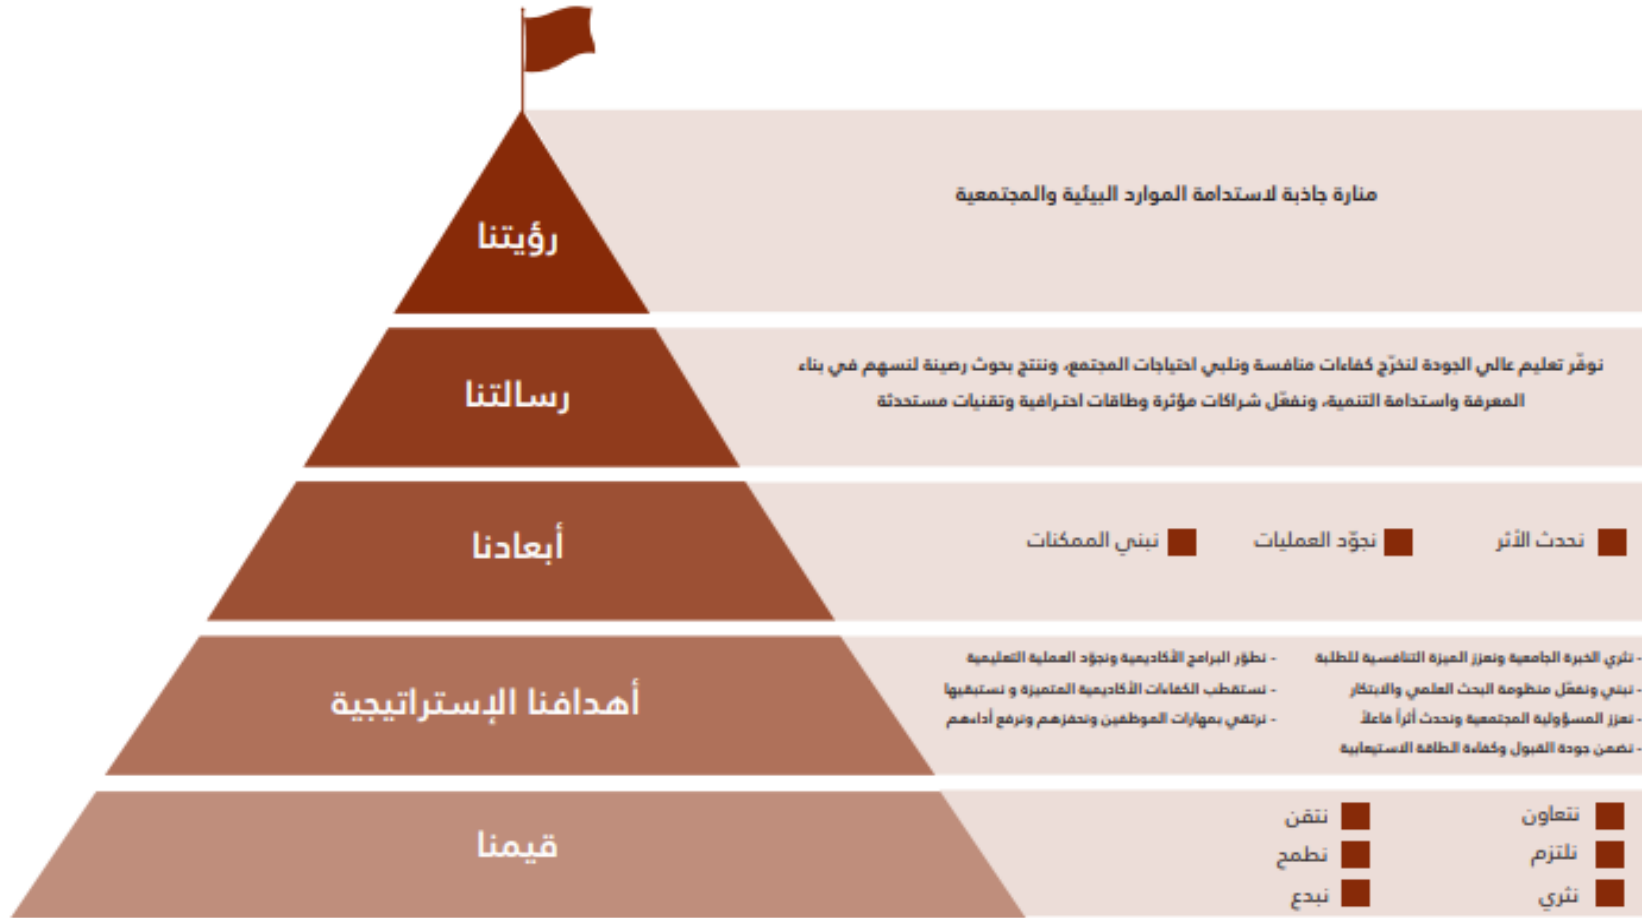 رؤيتنا
منارة جاذبة لاستدامة الموارد البيئية والمجتمعية
رسالتنا
نوفّر تعليم عالي الجودة لنخرّج كفاءات منافسة ونلبي احتياجات المجتمع، وننتج بحوث رصينة لنسهم في بناء
المعرفة واستدامة التنمية، ونفعّل شراكات مؤثرة وطاقات احترافية وتقنيات مستحدثة
أبعادنا
نحدث الأثر
نجوّد العمليات
نبني الممكنات
أهدافنا الإستراتيجية
- نثري الخبرة الجامعية ونعزز الميزة التنافسية للطلبة
- نبني ونفعّل منظومة البحث العلمي والابتكار
- نعزز المسؤولية المجتمعية ونحدث أثراً فاعلاً
- نضمن جودة القبول وكفاءة الطاقة الاستيعابية
- نطوّر البرامج الأكاديمية ونجوّد العملية التعليمية
- نستقطب الكفاءات الأكاديمية المتميزة و نستبقيها
- نرتقي بمهارات الموظفين ونحفزهم ونرفع أداءهم
قيمنا
نتعاون
نلتزم
نثري
نتقن
نطمح
نبدع